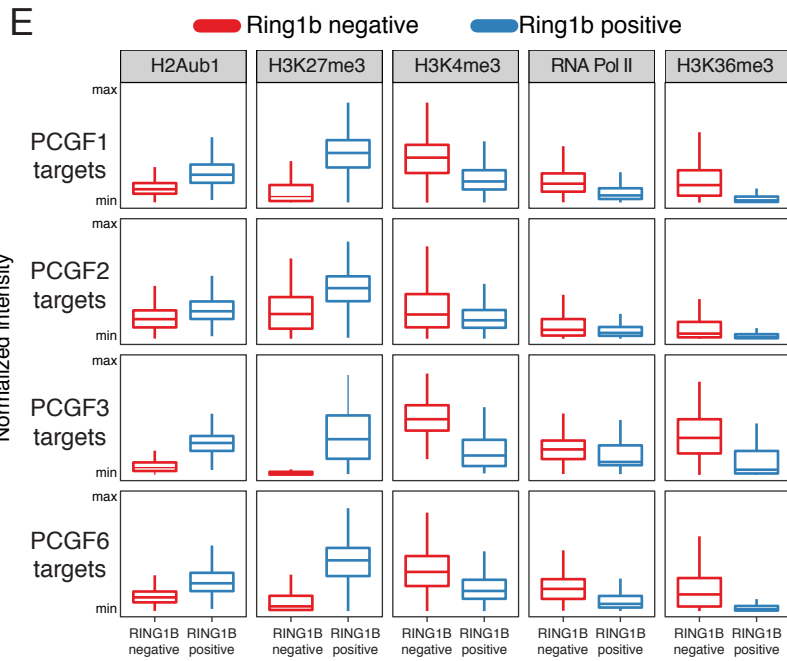 E
Ring1b negative Ring1b positive
H2Aub1 H3K27me3 H3K4me3 RNA Pol II H3K36me3
max
PCGF1
targets
min
max
PCGF2
targets
min
Normalized intensity
max
PCGF3
targets
min
max
PCGF6
targets
min
RING1B RING1B RING1B RING1B RING1B RING1B RING1B RING1B RING1B RING1B
negative positive negative positive negative positive negative positive negative positive